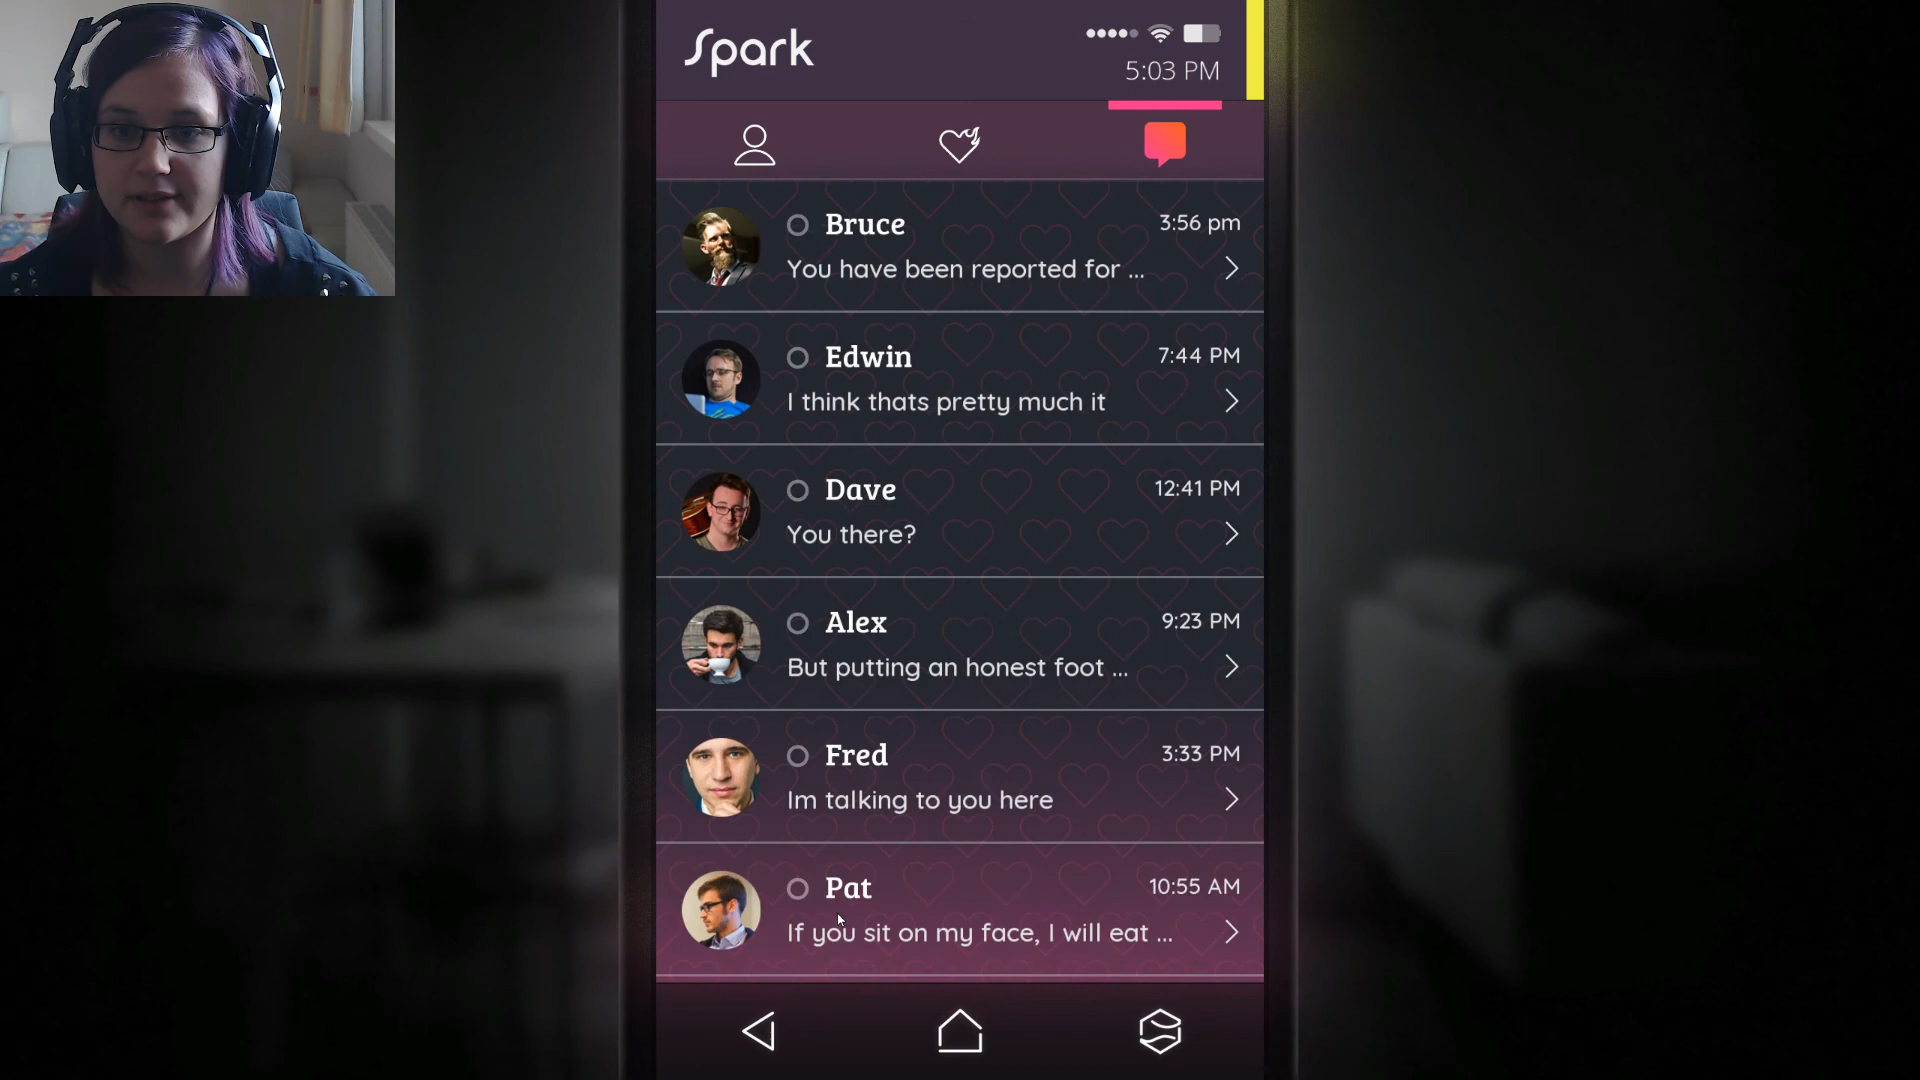 Spark
5:03 PM
Bruce
3:56 pm
You have been reported for ...
Edwin
7:44 PM
I think thats pretty much it
Dave
12:41 PM
You there?
Alex
9:23 PM
But putting an honest foot ...
Fred
3:33 PM
Im talking to you here
Pat
10:55 AM
If you sit on my face, I will eat ...